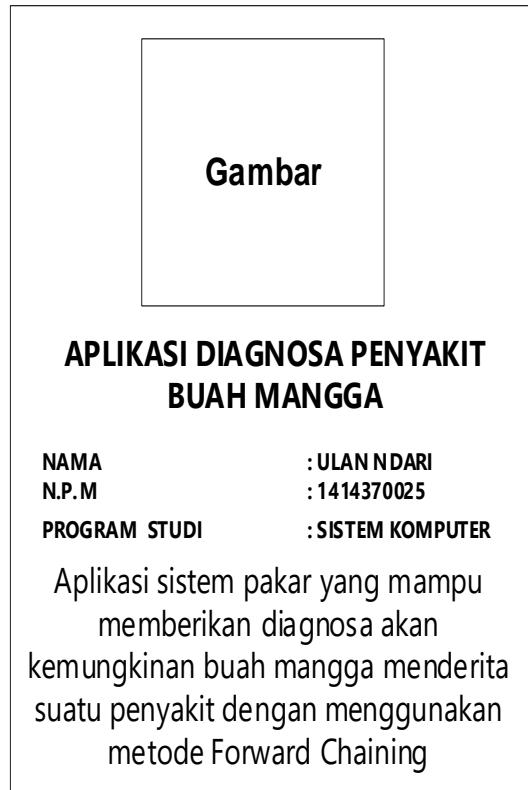 Gambar
APLIKASI DIAGNOSA PENYAKIT
BUAH MANGGA
NAMA : ULAN NDARI
N.P.M : 1414370025
PROGRAM STUDI : SISTEM KOMPUTER
Aplikasi sistem pakar yang mampu
memberikan diagnosa akan
kemungkinan buah mangga menderita
suatu penyakit dengan menggunakan
metode Forward Chaining